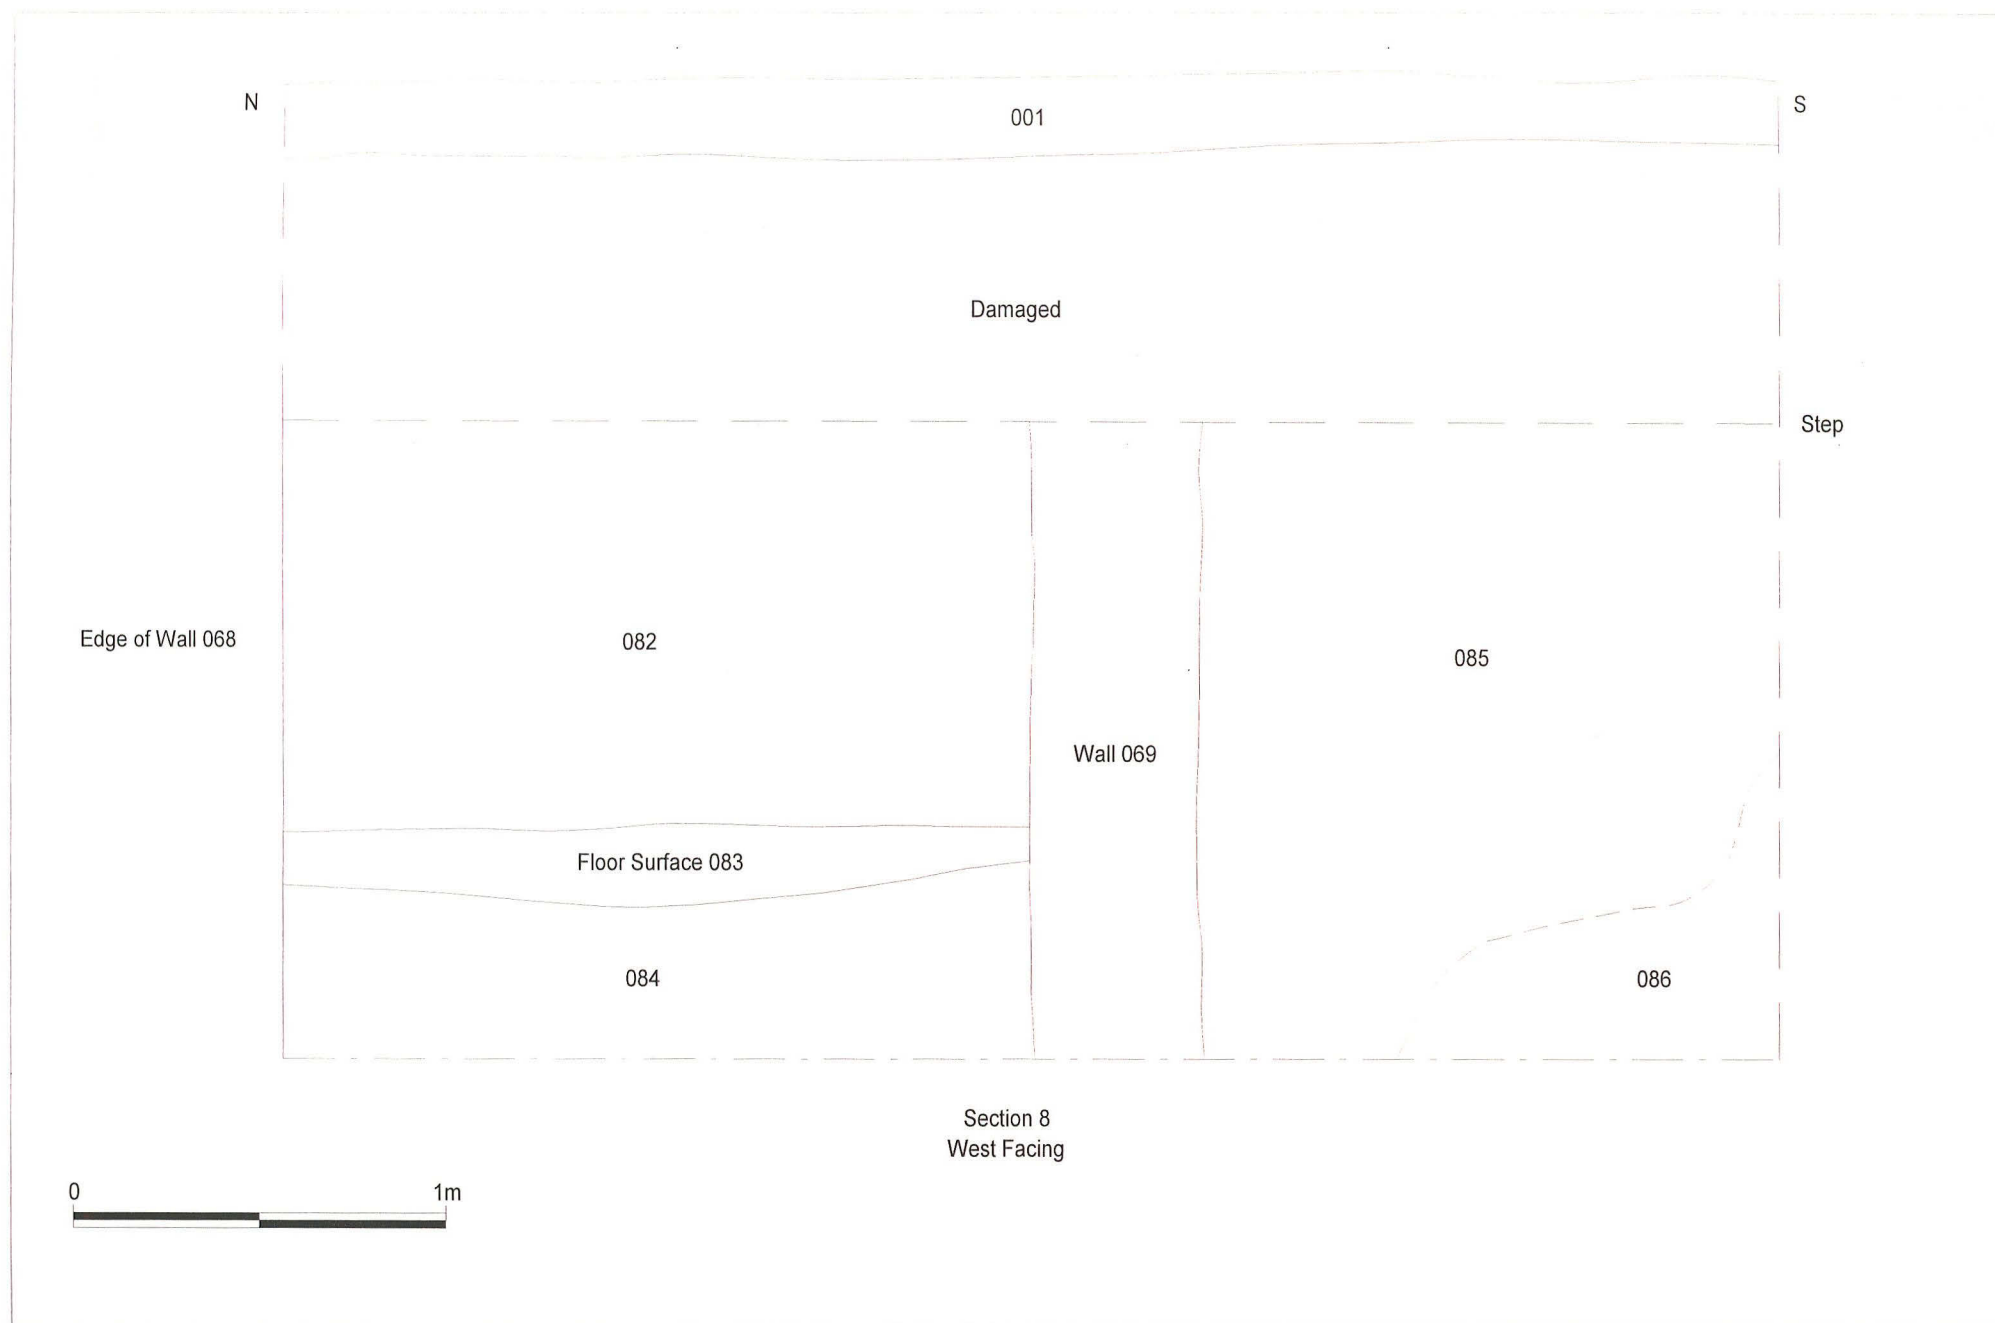 N
001
S
Damaged
Step
Edge of Wall 068
082
085
Wall 069
Floor Surface 083
084
086
Section 8
West Facing
0
1m